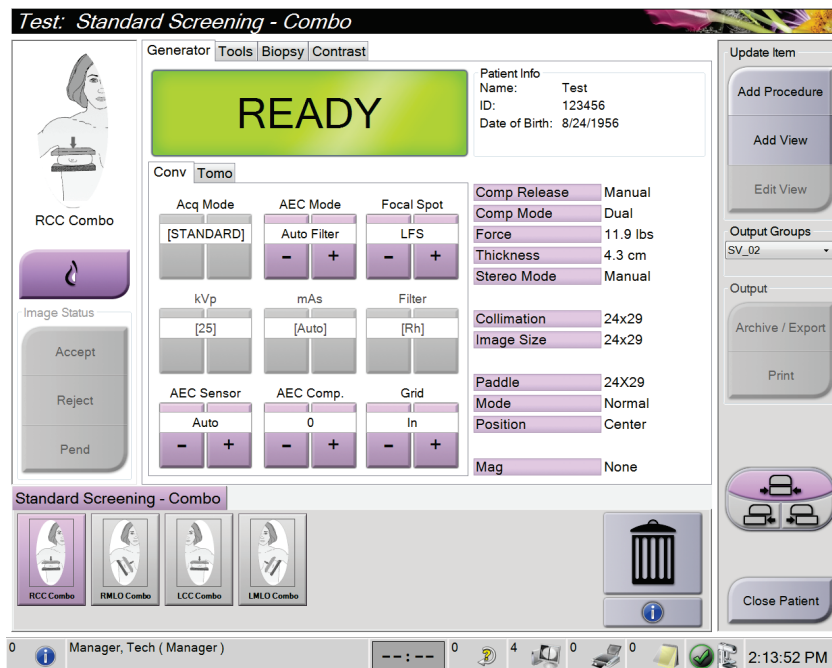 Test: Standard Screening - Combo
Generator Tools Biopsy Contrast
READY
Patient Info
Name: Test
ID: 123456
Date of Birth: 8/24/1956
Update Item
Add Procedure
Add View
Edit View
Output Groups
SV_02
Output
Archive / Export
Print
RCC Combo
Image Status
Accept
Reject
Pend
Conv Tomo
Acq Mode AEC Mode Focal Spot
[STANDARD] Auto Filter LFS
- + - +
kVp mAs Filter
[25] [Auto] [Rh]
AEC Sensor AEC Comp. Grid
Auto 0 In
- + - + - +
Comp Release Manual
Comp Mode Dual
Force 11.9 lbs
Thickness 4.3 cm
Stereo Mode Manual
Collimation 24x29
Image Size 24x29
Paddle 24X29
Mode Normal
Position Center
Mag None
Standard Screening - Combo
RCC Combo RMLO Combo LCC Combo LMLO Combo
Close Patient
0 Manager, Tech ( Manager ) --:-- 0 4 0 0 2:13:52 PM